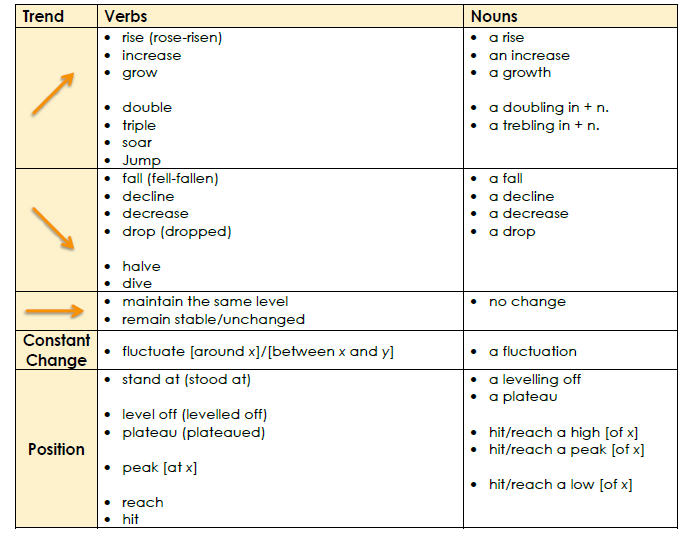 Trend Verbs Nouns
• rise (rose-risen)
• increase
• grow
• double
• triple
• soar
• Jump
• a rise
• an increase
• a growth
• a doubling in + n.
• a trebling in + n.
• fall (fell-fallen)
• decline
• decrease
• drop (dropped)
• halve
• dive
• a fall
• a decline
• a decrease
• a drop
• maintain the same level
• remain stable/unchanged
• no change
Constant
Change
• fluctuate [around x]/[between x and y]
• a fluctuation
Position
• stand at (stood at)
• level off (levelled off)
• plateau (plateaued)
• peak [at x]
• reach
• hit
• a levelling off
• a plateau
• hit/reach a high [of x]
• hit/reach a peak [of x]
• hit/reach a low [of x]